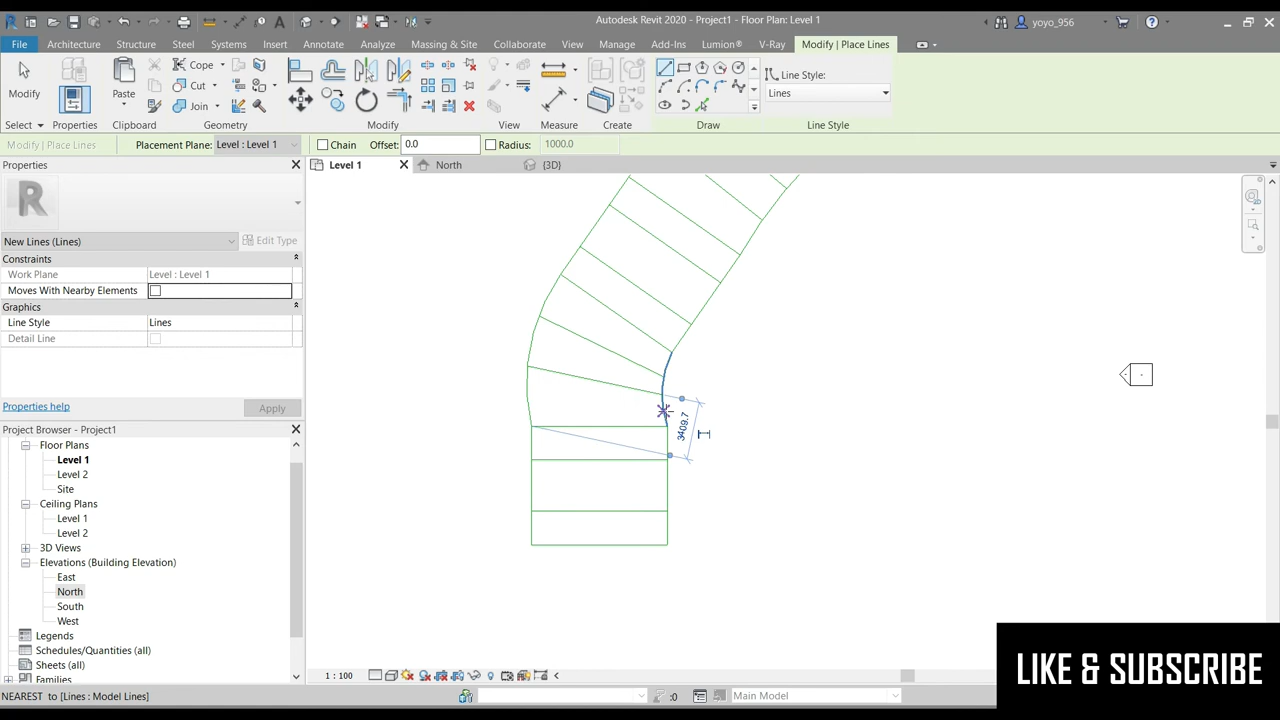 Autodesk Revit 2020 - Project1 - Floor Plan: Level 1
yoyo_956
File Architecture Structure Steel Systems Insert Annotate Analyze Massing & Site Collaborate View Manage Add-Ins Lumion® V-Ray Modify | Place Lines
Cope
Cut
Join
Modify
Paste
Line Style:
Lines
Select Properties Clipboard Geometry Modify View Measure Create Draw Line Style
Modify | Place Lines Placement Plane: Level : Level 1 Chain Offset: 0.0 Radius: 1000.0
Properties
Level 1 North {3D}
R
New Lines (Lines) Edit Type
Constraints
Work Plane Level : Level 1
Moves With Nearby Elements
Graphics
Line Style Lines
Detail Line
Properties help Apply
3409.7
Project Browser - Project1
Floor Plans
Level 1
Level 2
Site
Ceiling Plans
Level 1
Level 2
3D Views
Elevations (Building Elevation)
East
North
South
West
Legends
Schedules/Quantities (all)
Sheets (all)
Families
1 : 100
LIKE & SUBSCRIBE
NEAREST to [Lines : Model Lines] :0 Main Model